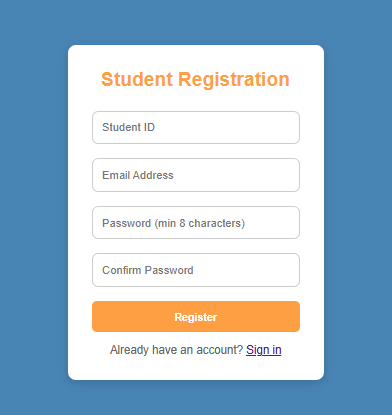 Student Registration
Student ID
Email Address
Password (min 8 characters)
Confirm Password
Register
Already have an account? Sign in